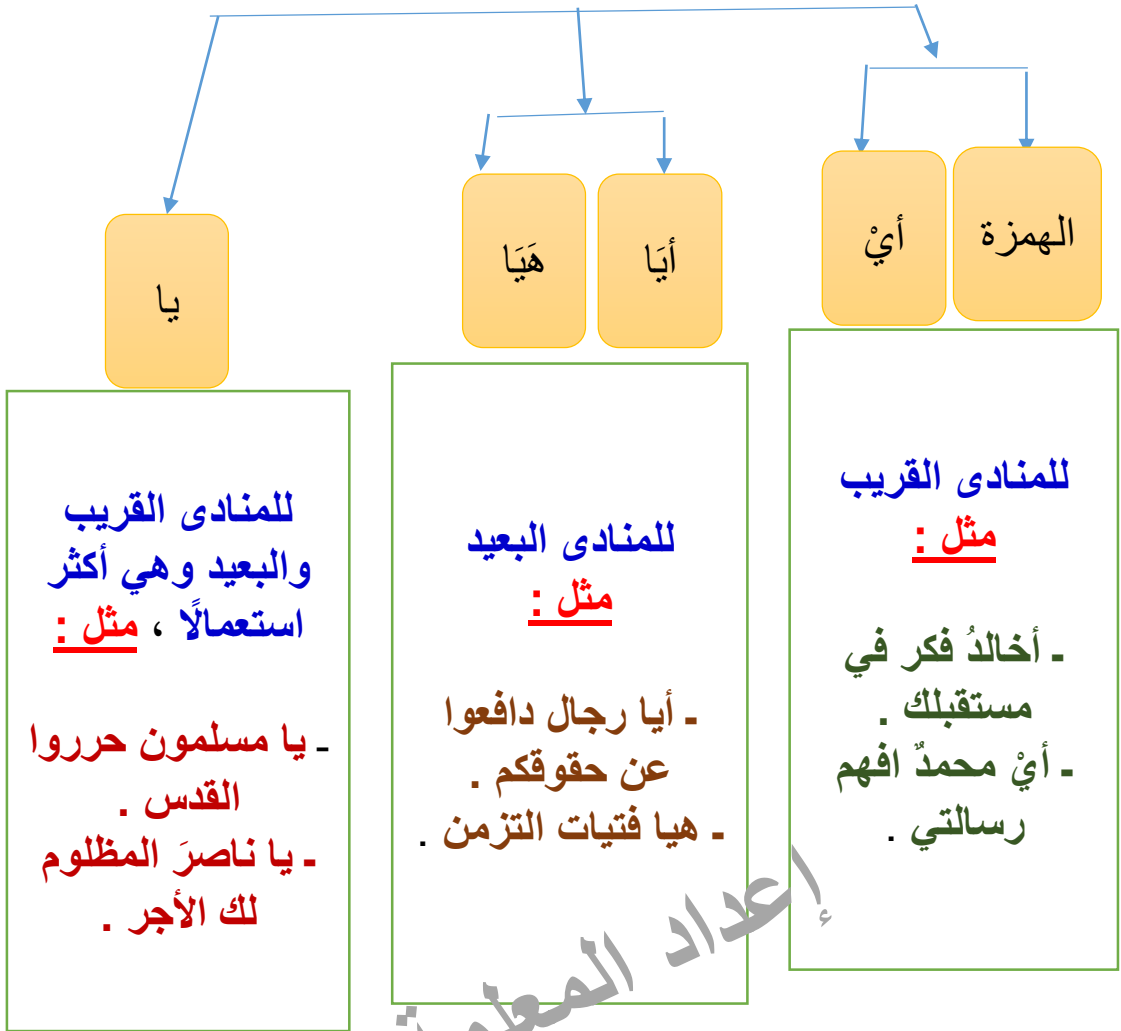 الهمزة
أيْ
أيَا
هَيَا
يا
للمنادى القريب
مثل :
ـ أخالدُ فكر في
مستقبلك .
ـ أيْ محمدٌ افهم
رسالتي .
للمنادى البعيد
مثل :
ـ أيا رجال دافعوا
عن حقوقكم .
ـ هيا فتيات التزمن .
للمنادى القريب
والبعيد وهي أكثر
استعمالًا ، مثل :
ـ يا مسلمون حرروا
القدس .
ـ يا ناصرَ المظلوم
لك الأجر .
إعداد